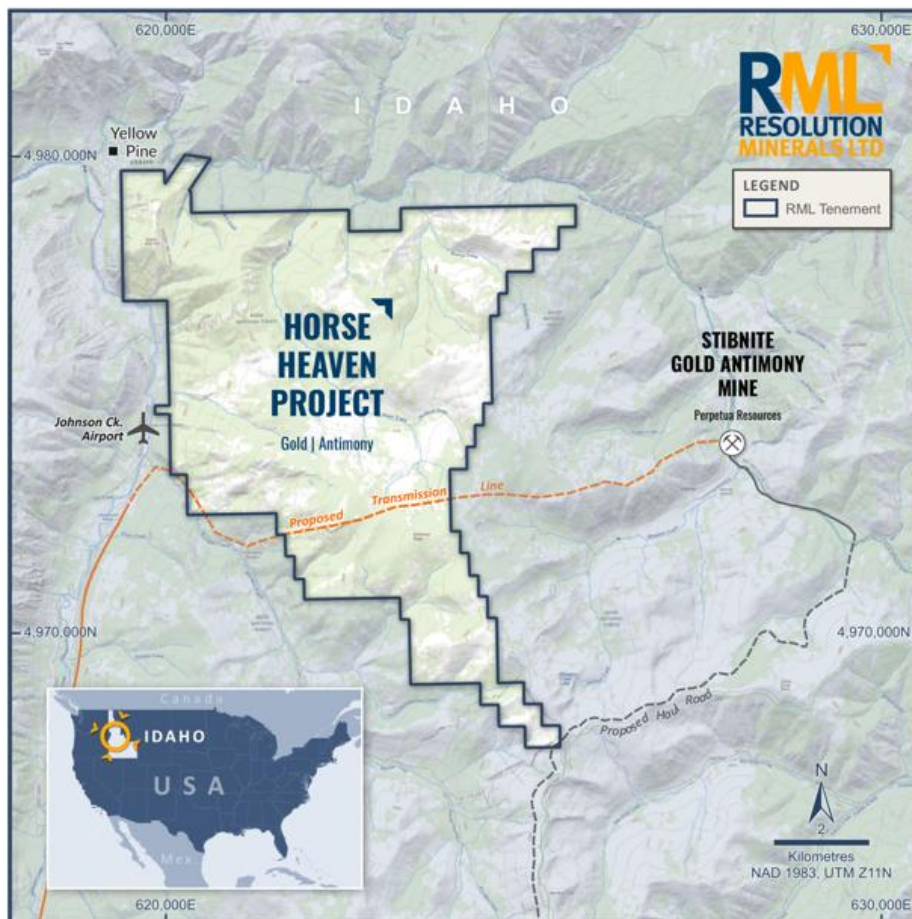 620,000E
630,000E
IDAHO
RML
RESOLUTION
MINERALS LTD
Yellow
Pine
4,980,000N
LEGEND
RML Tenement
HORSE
HEAVEN
PROJECT
Gold | Antimony
STIBNITE
GOLD ANTIMONY
MINE
Perpetua Resources
Johnson Ck.
Airport
Proposed Transmission Line
4,970,000N
4,970,000N
Proposed Haul Road
Canada
IDAHO
USA
Mex
N
2
Kilometres
NAD 1983, UTM Z11N
620,000E
630,000E